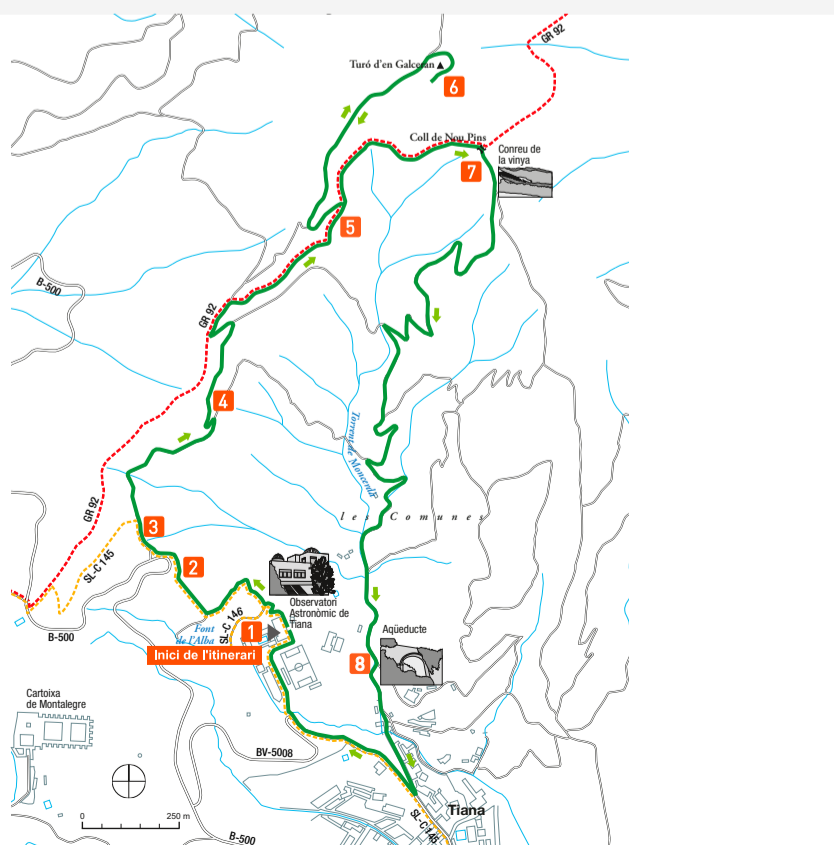 GR 92
Turó d'en Galceran
6
Coll de Nou Pins
7
Conreu de
la vinya
5
B-500
GR 92
4
Torrent de Moncerdà
GR 92
les Comunes
3
SL-C 145
2
Observatori
Astronòmic de
Tiana
SL-C 146
Font
de l'Alba
1
Inici de l'itinerari
B-500
Aqüeducte
8
Cartoixa
de Montalegre
BV-5008
0
250 m
Tiana
SL-C 145
B-500